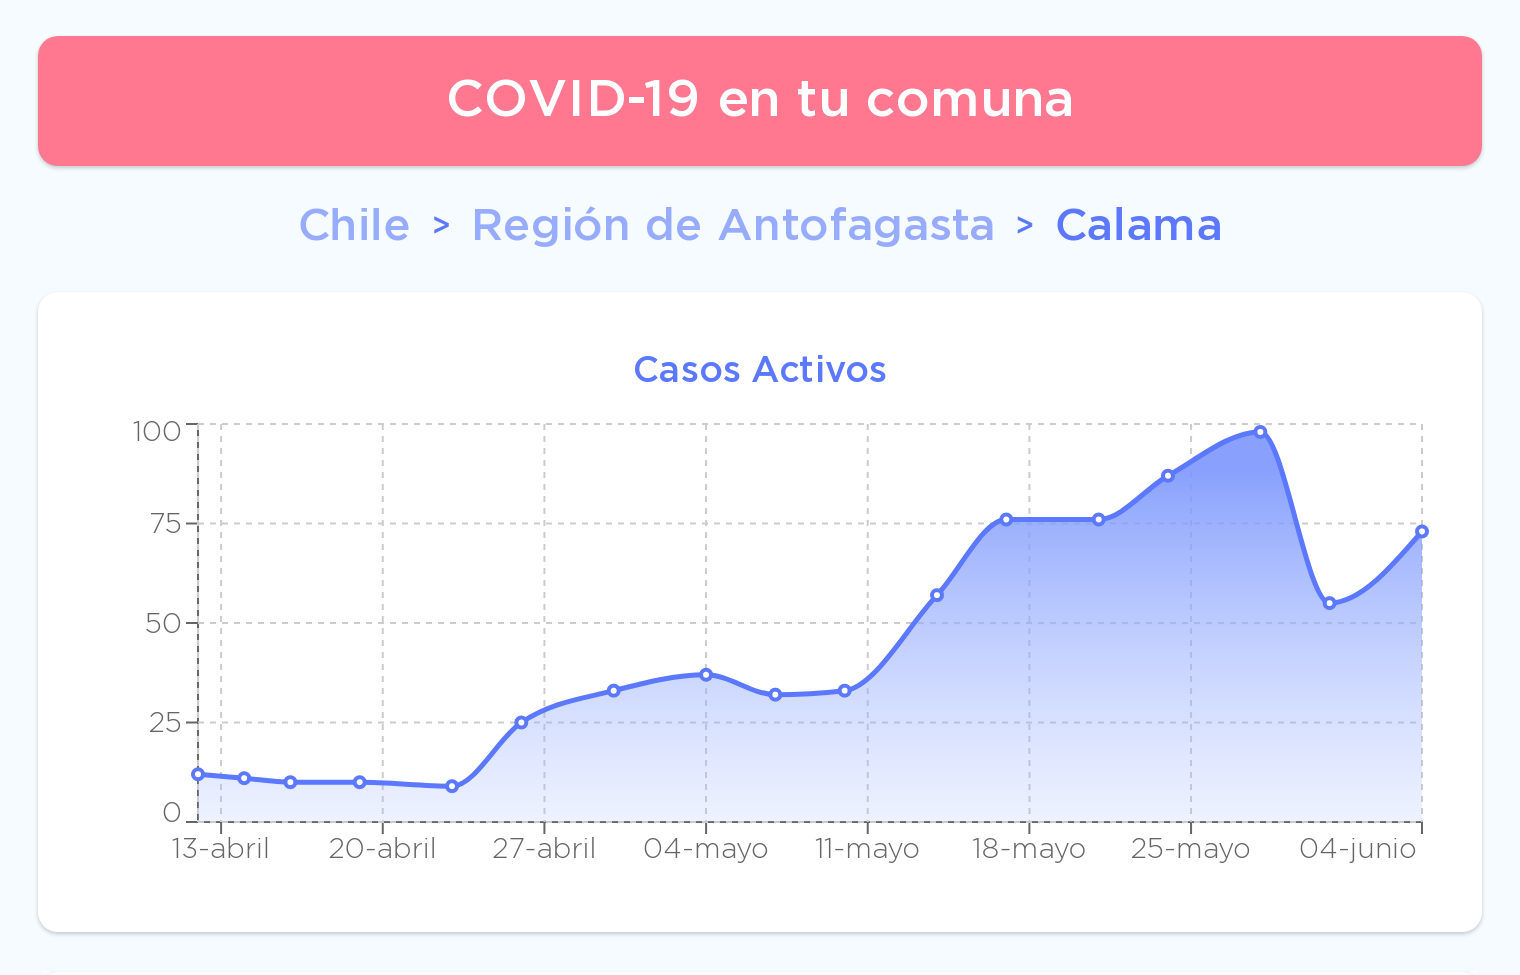 COVID-19 en tu comuna
Chile > Región de Antofagasta > Calama
Casos Activos
100
75
50
25
0
13-abril 20-abril 27-abril 04-mayo 11-mayo 18-mayo 25-mayo 04-junio